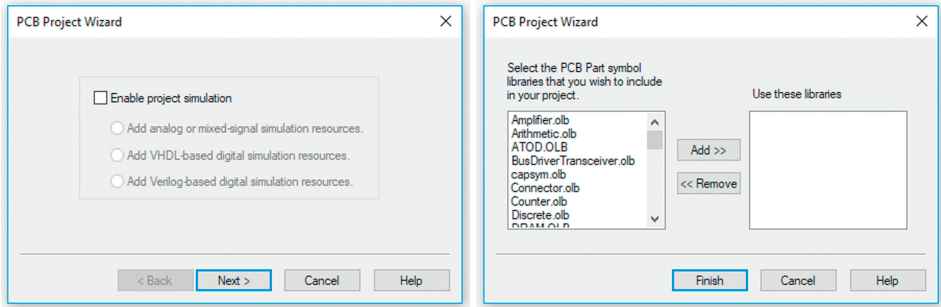 PCB Project Wizard
Enable project simulation
Add analog or mixed-signal simulation resources.
Add VHDL-based digital simulation resources.
Add Verilog-based digital simulation resources.
< Back
Next >
Cancel
Help
PCB Project Wizard
Select the PCB Part symbol
libraries that you wish to include
in your project.
Use these libraries
Amplifier.olb
Arithmetic.olb
ATOD.OLB
BusDriverTransceiver.olb
capsym.olb
Connector.olb
Counter.olb
Discrete.olb
DRAM.OLB
Add >>
<< Remove
Finish
Cancel
Help